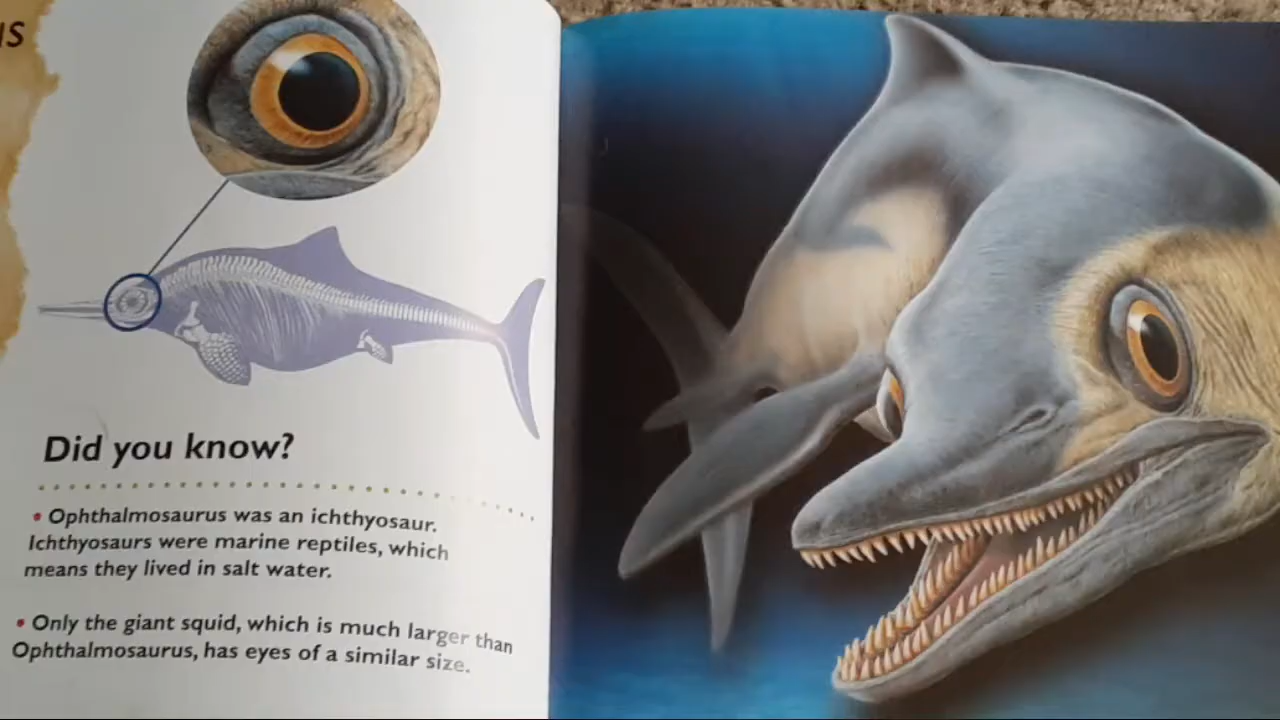 Did you know?
• Ophthalmosaurus was an ichthyosaur.
Ichthyosaurs were marine reptiles, which
means they lived in salt water.
• Only the giant squid, which is much larger than
Ophthalmosaurus, has eyes of a similar size.